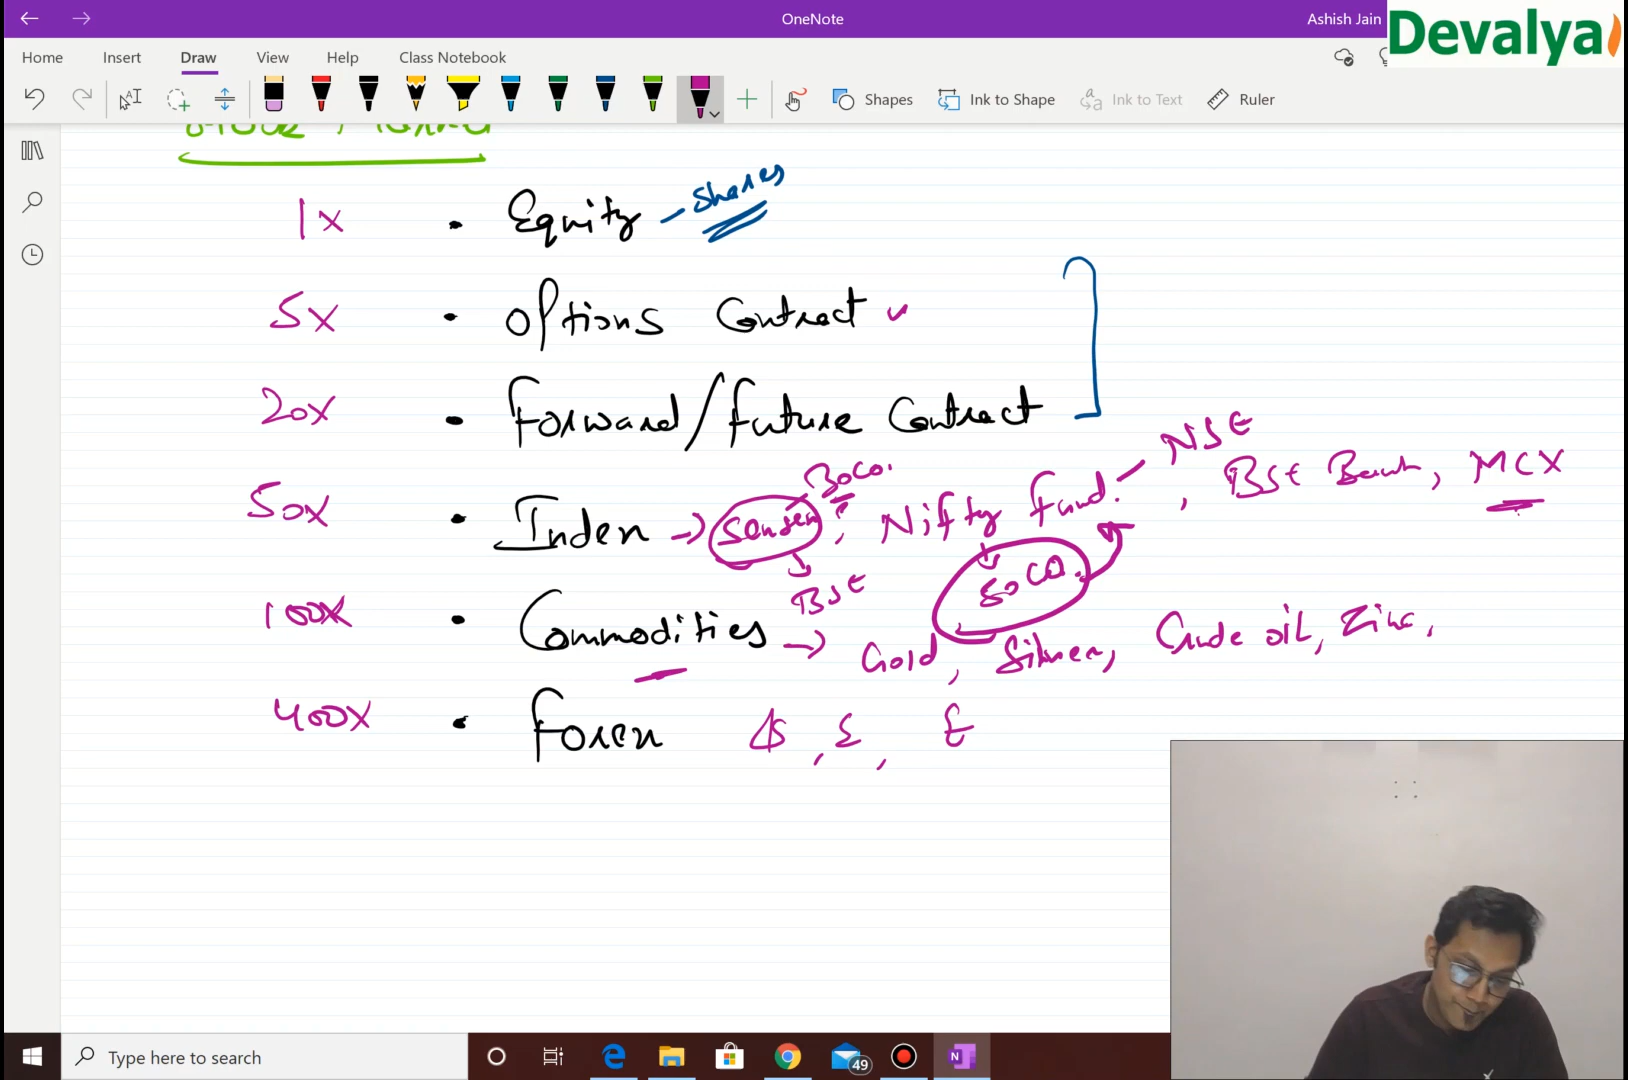 OneNote
Ashish Jain
Devalya
Home Insert Draw View Help Class Notebook
Shapes Ink to Shape Ink to Text Ruler
1x • Equity – Shares
5x • Options Contract
20x • Forward/future Contract
50x • Index → Sensex, Nifty fund. – NSE, BSE Bank, MCX
30CO.
BSE
50CO.
100x • Commodities → Gold, Silver, Crude oil, Zinc,
400x • Forex $, £, £
Type here to search
49